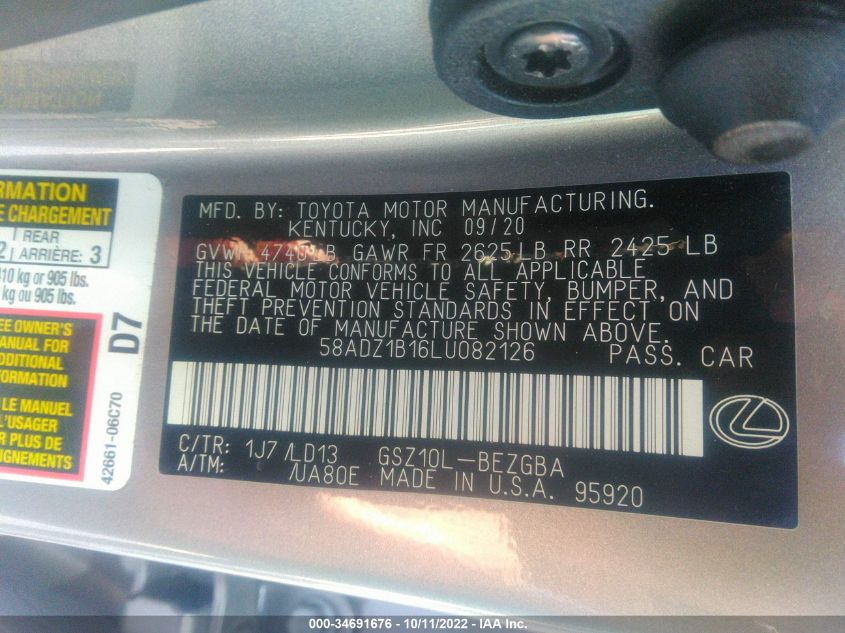 RMATION
E CHARGEMENT
2 REAR
ARRIÈRE: 3
410 kg or 905 lbs.
kg ou 905 lbs.
EE OWNER'S
MANUAL FOR
ADDITIONAL
FORMATION
LE MANUEL
L'USAGER
R PLUS DE
IGNEMENTS
D7
42661-06C70
MFD. BY: TOYOTA MOTOR MANUFACTURING.
KENTUCKY, INC 09/20
GAWR FR 2625 LB RR 2425 LB
THIS VEHICLE CONFORMS TO ALL APPLICABLE
FEDERAL MOTOR VEHICLE SAFETY, BUMPER, AND
THEFT PREVENTION STANDARDS IN EFFECT ON
THE DATE OF MANUFACTURE SHOWN ABOVE.
58ADZ1B16LU082126 PASS. CAR
C/TR: 1J7 /LD13 GSZ10L-BEZGBA
A/TM: /UA80E MADE IN U.S.A. 95920
000-34691676 - 10/11/2022 - IAA Inc.